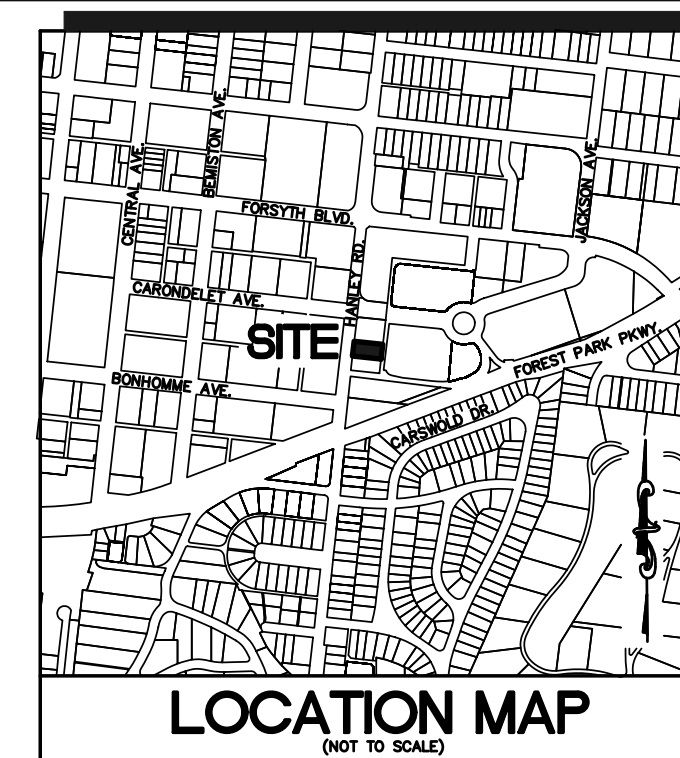 BEMISTON AVE.
CENTRAL AVE.
JACKSON AVE.
FORSYTH BLVD.
HANLEY RD.
CARONDELET AVE.
SITE
FOREST PARK PKWY.
BONHOMME AVE.
CARSWOLD DR.
LOCATION MAP
(NOT TO SCALE)